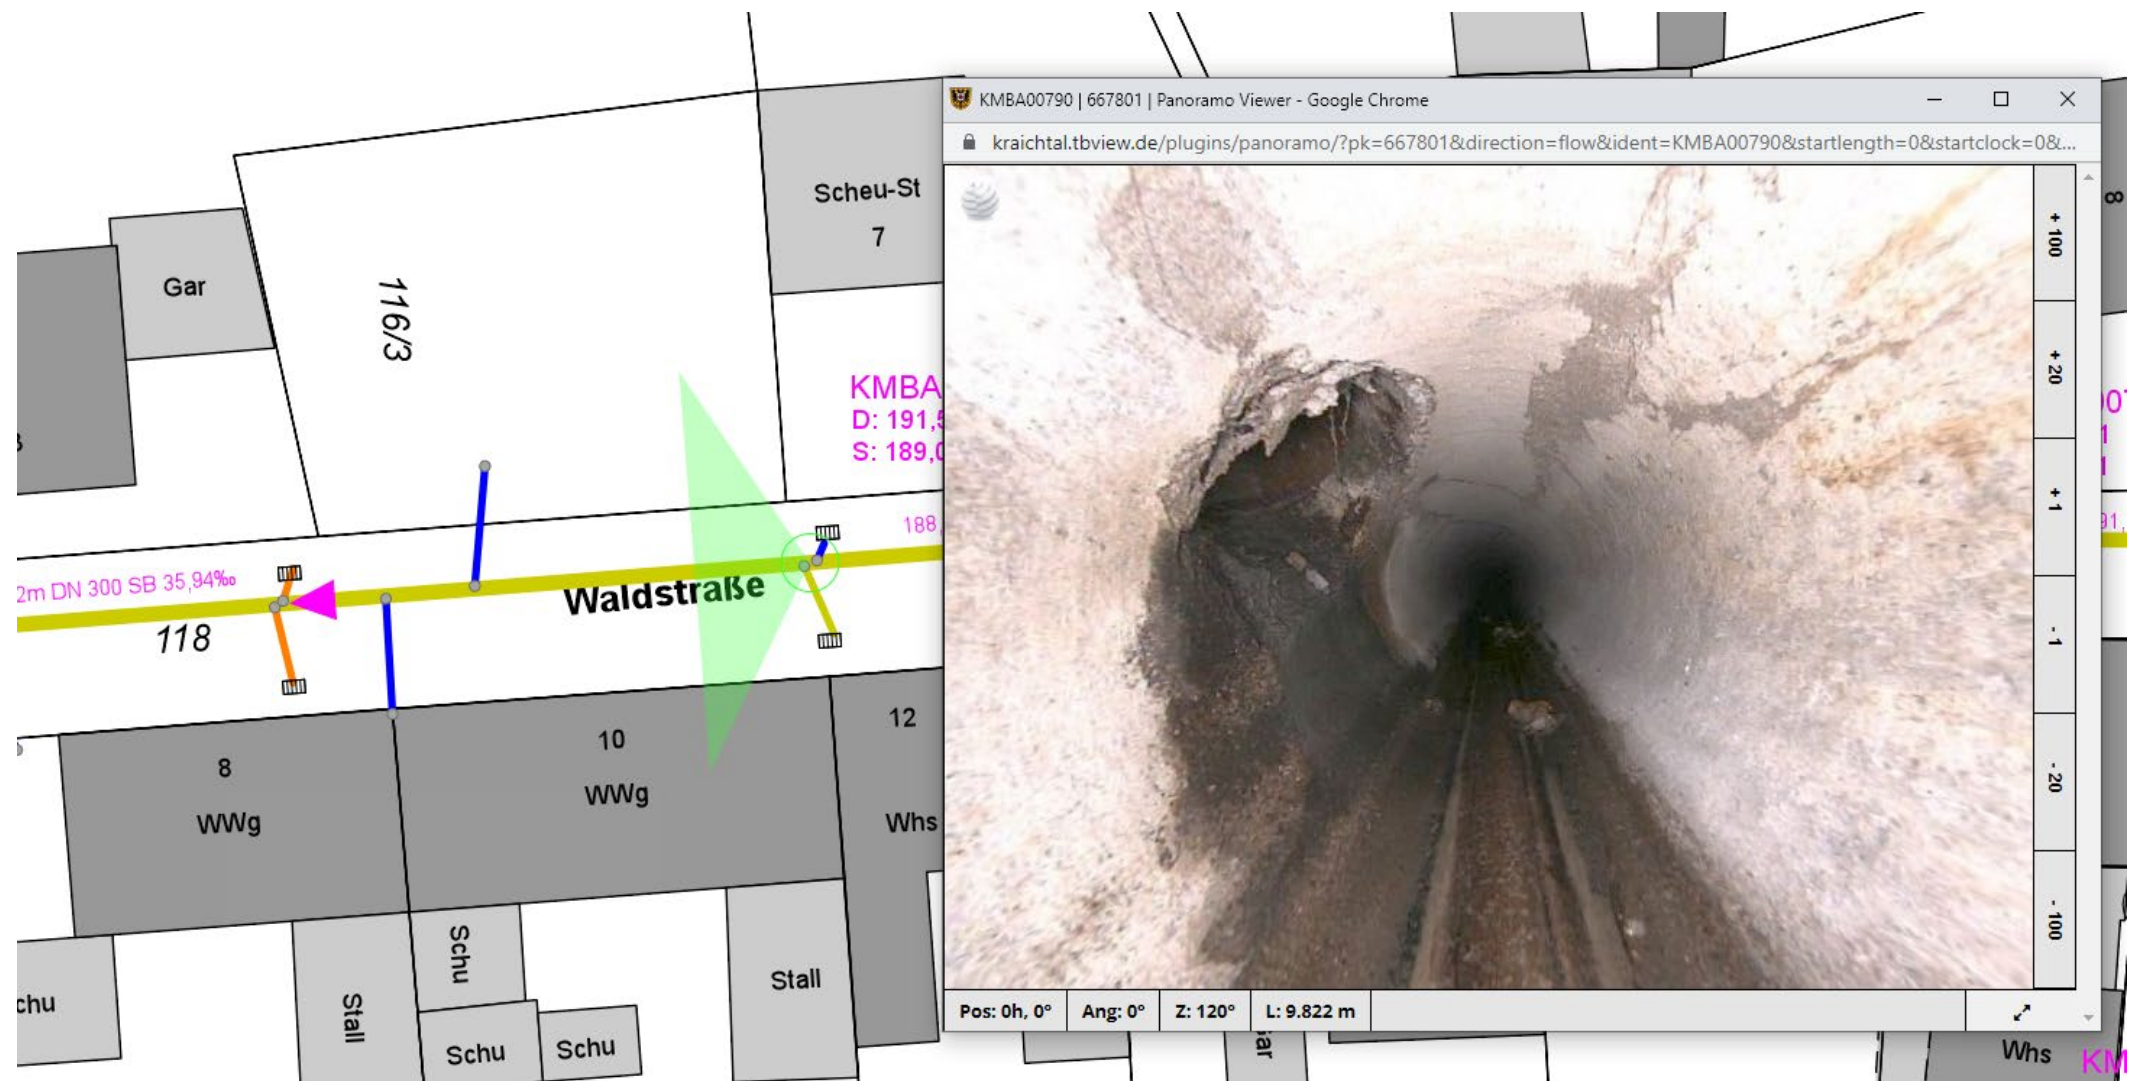 Scheu-St
7
Gar
116/3
KMBA
D: 191,5
S: 189,0
188,
2m DN 300 SB 35,94‰
118
Waldstraße
8
WWg
10
WWg
12
Whs
Schu
Stall
Stall
chu
Schu
Schu
KMBA00790 | 667801 | Panoramo Viewer - Google Chrome
kraichtal.tbview.de/plugins/panoramo/?pk=667801&direction=flow&ident=KMBA00790&startlength=0&startclock=0&...
+ 100
+ 20
+ 1
- 1
- 20
- 100
Pos: 0h, 0°
Ang: 0°
Z: 120°
L: 9.822 m
8
91,
Whs
KM